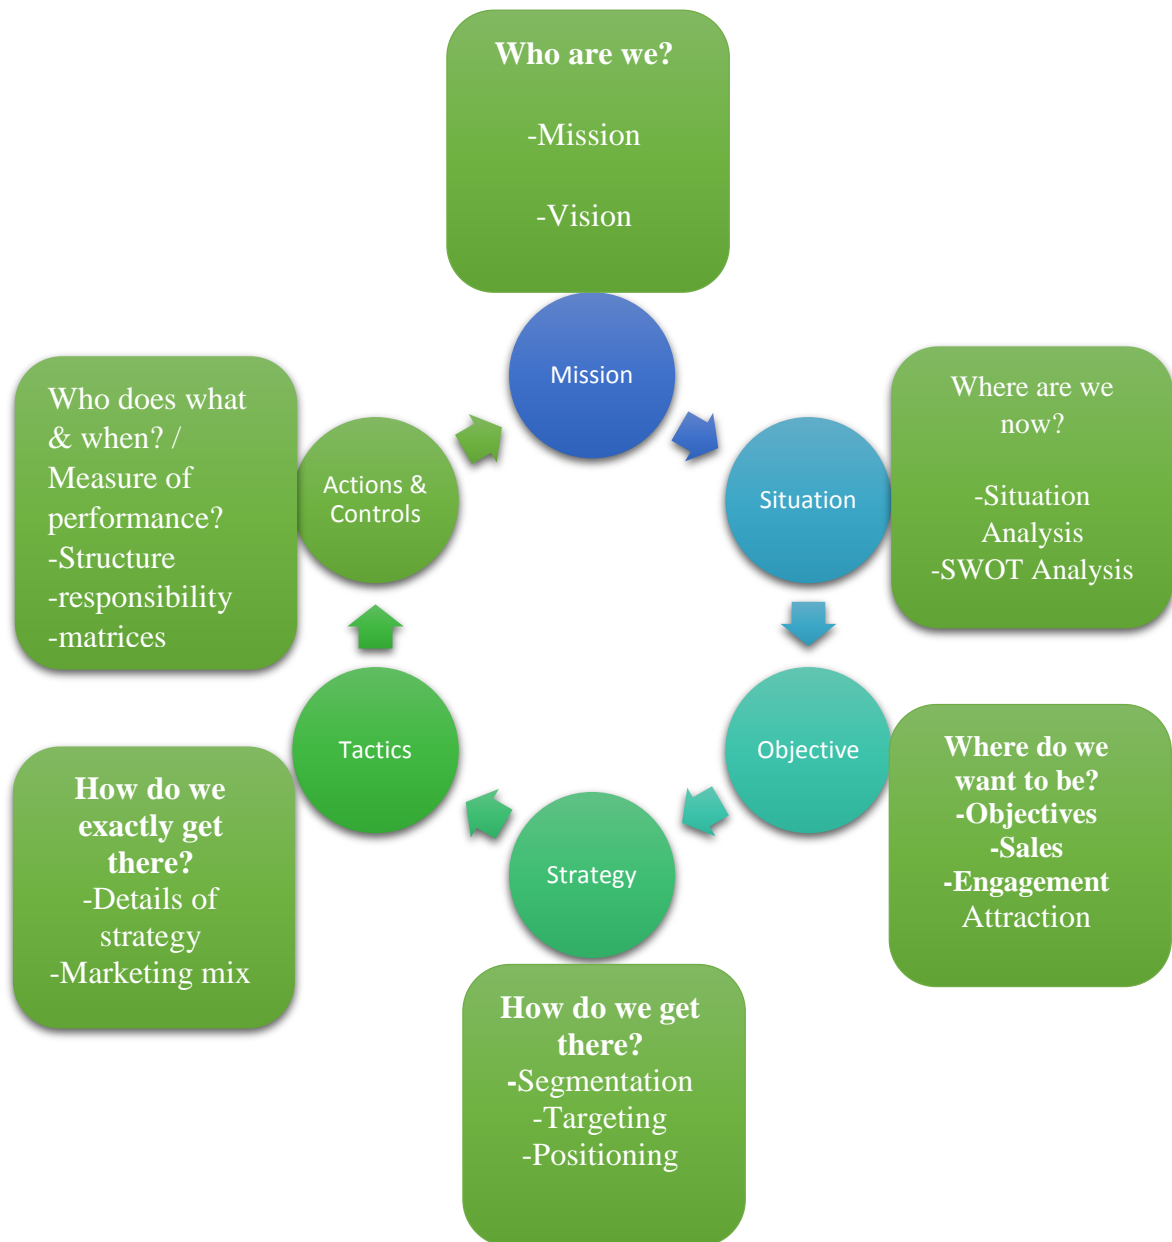 Who are we?
-Mission
-Vision
Mission
Situation
Where are we
now?
-Situation
Analysis
-SWOT Analysis
Objective
Where do we
want to be?
-Objectives
-Sales
-Engagement
Attraction
Strategy
How do we get
there?
-Segmentation
-Targeting
-Positioning
Tactics
How do we
exactly get
there?
-Details of
strategy
-Marketing mix
Actions &
Controls
Who does what
& when? /
Measure of
performance?
-Structure
-responsibility
-matrices